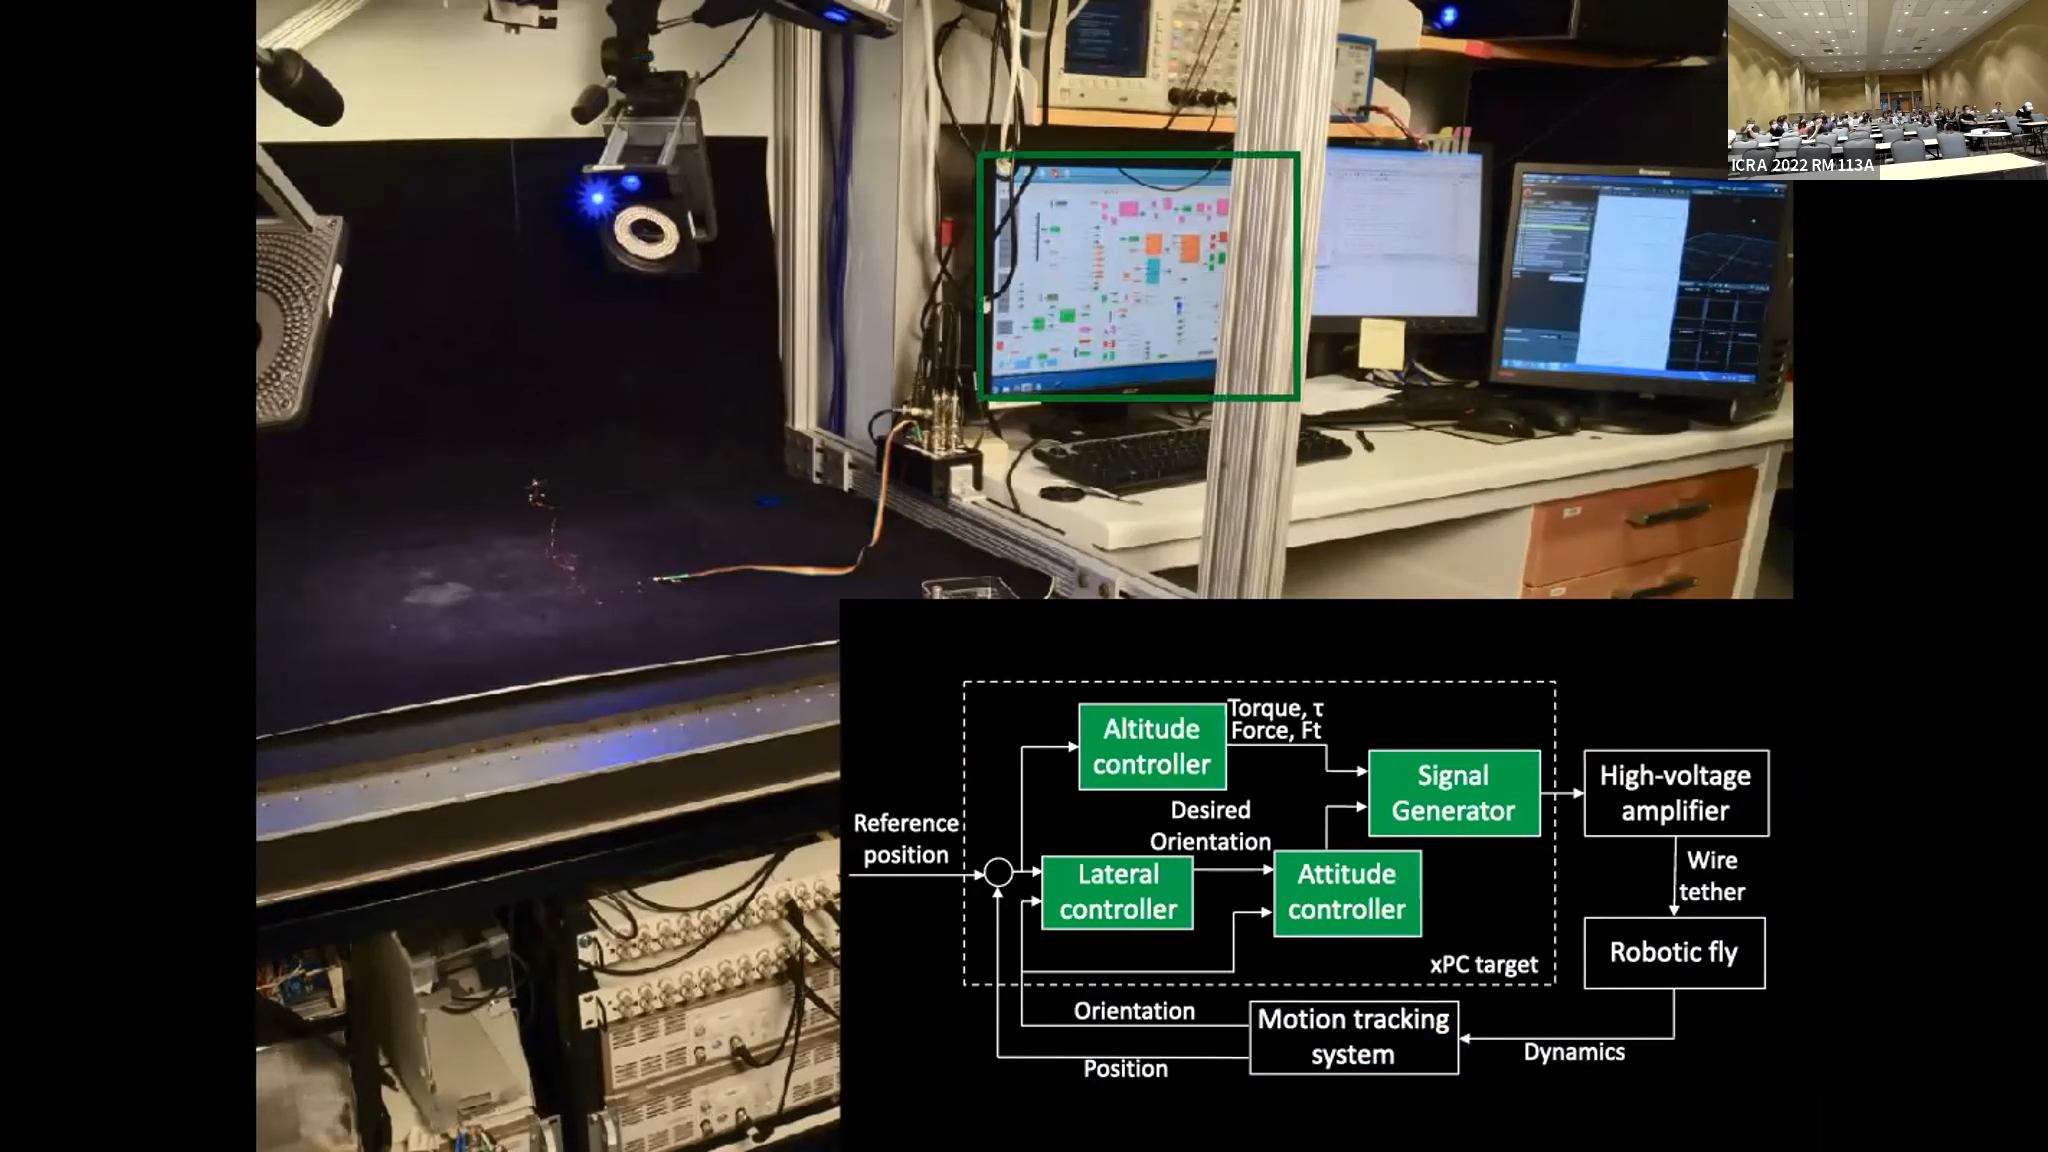 ICRA 2022 RM 113A
Torque, τ
Force, Ft
Altitude
controller
Signal
Generator
High-voltage
amplifier
Desired
Orientation
Reference
position
Lateral
controller
Attitude
controller
Wire
tether
xPC target
Robotic fly
Orientation
Motion tracking
system
Position
Dynamics